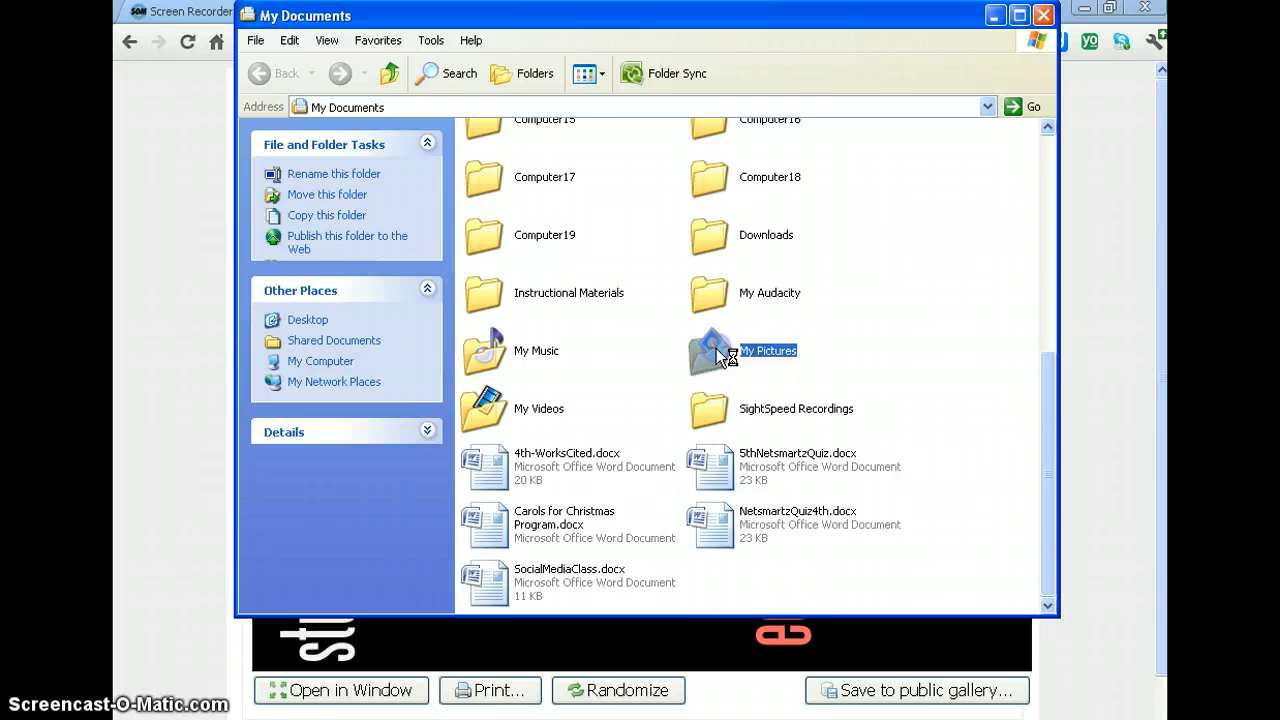 Screen Recorder
My Documents
File Edit View Favorites Tools Help
Back Search Folders Folder Sync
Address My Documents Go
File and Folder Tasks
Rename this folder
Move this folder
Copy this folder
Publish this folder to the
Web
Other Places
Desktop
Shared Documents
My Computer
My Network Places
Details
Computer15 Computer16
Computer17 Computer18
Computer19 Downloads
Instructional Materials My Audacity
My Music My Pictures
My Videos SightSpeed Recordings
4th-WorksCited.docx
Microsoft Office Word Document
20 KB
5thNetsmartzQuiz.docx
Microsoft Office Word Document
23 KB
Carols for Christmas
Program.docx
Microsoft Office Word Document
NetsmartzQuiz4th.docx
Microsoft Office Word Document
23 KB
SocialMediaClass.docx
Microsoft Office Word Document
11 KB
Open in Window Print... Randomize Save to public gallery...
Screencast-O-Matic.com